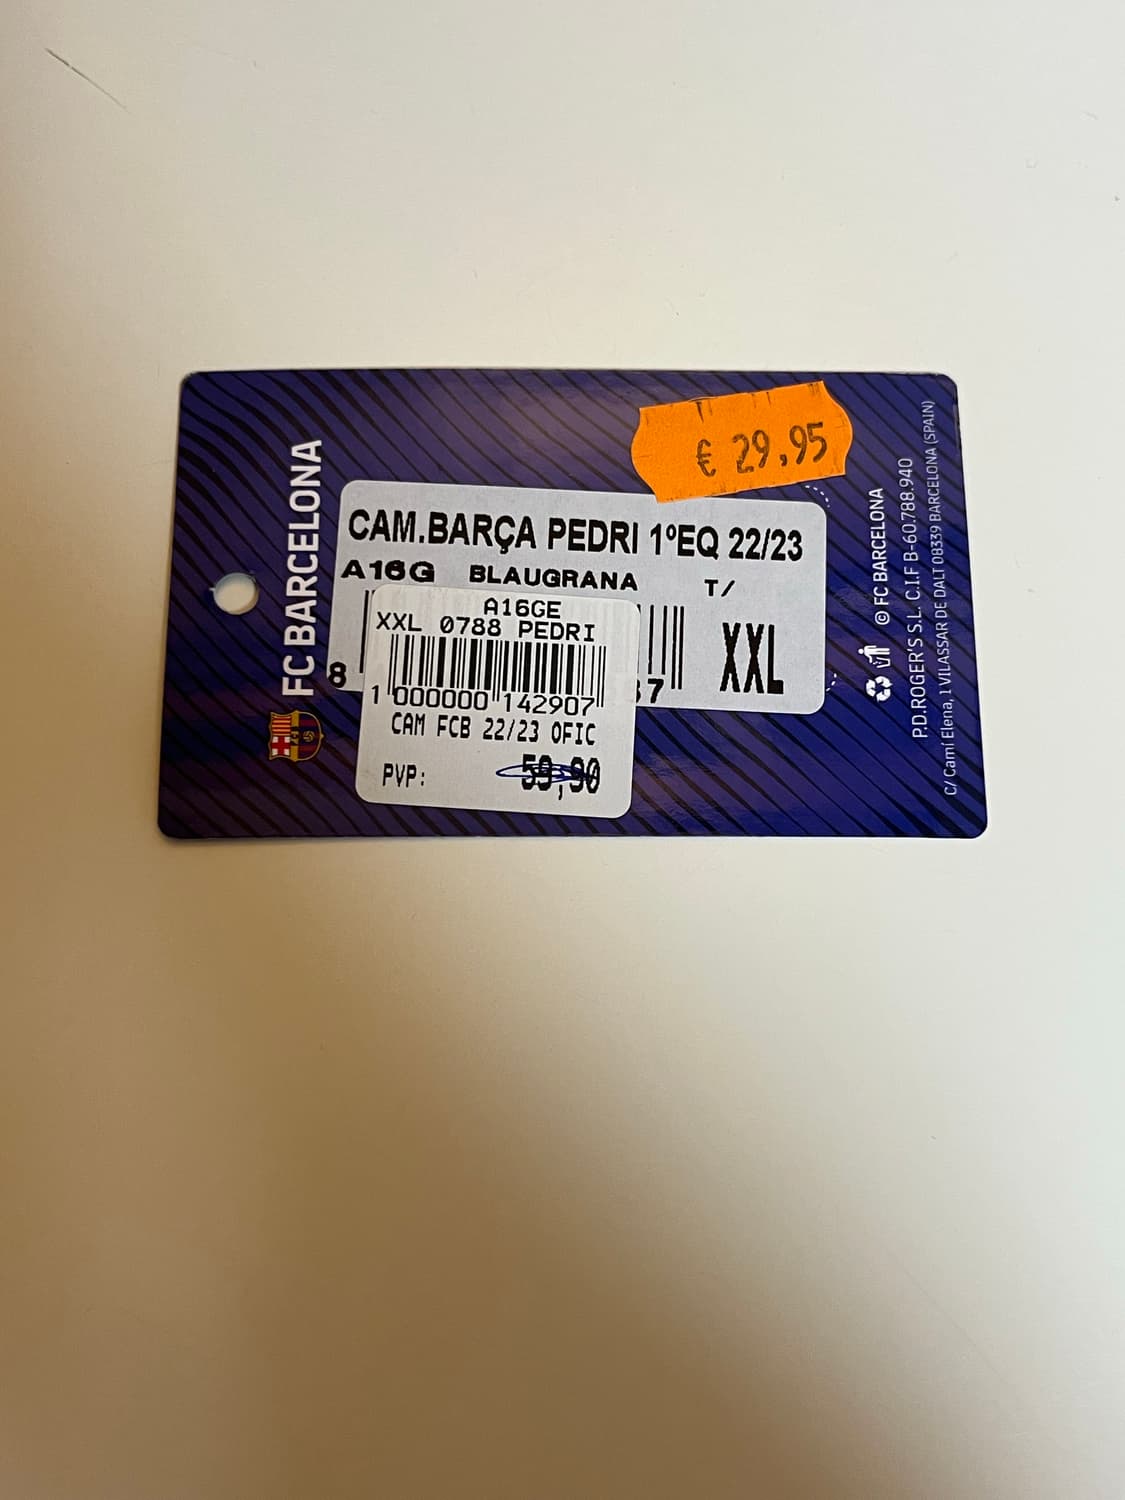 € 29,95
FC BARCELONA
CAM.BARÇA PEDRI 1ºEQ 22/23
A16G BLAUGRANA T/
XXL
8
37
A16GE
XXL 0788 PEDRI
1 000000 142907
CAM FCB 22/23 OFIC
PVP: 59,90
© FC BARCELONA
P.D.ROGER'S S.L. C.I.F B-60.788.940
C/ Camí Elena, 1 VILASSAR DE DALT 08339 BARCELONA (SPAIN)